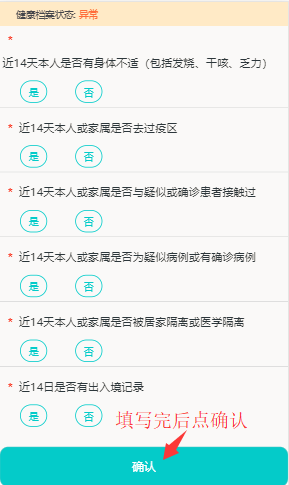 健康档案状态: 异常
*
近14天本人是否有身体不适（包括发烧、干咳、乏力）
是 否
* 近14天本人或家属是否去过疫区
是 否
* 近14天本人或家属是否与疑似或确诊患者接触过
是 否
* 近14天本人或家属是否为疑似病例或有确诊病例
是 否
* 近14天本人或家属是否被居家隔离或医学隔离
是 否
* 近14日是否有出入境记录
是 否
填写完后点确认
确认